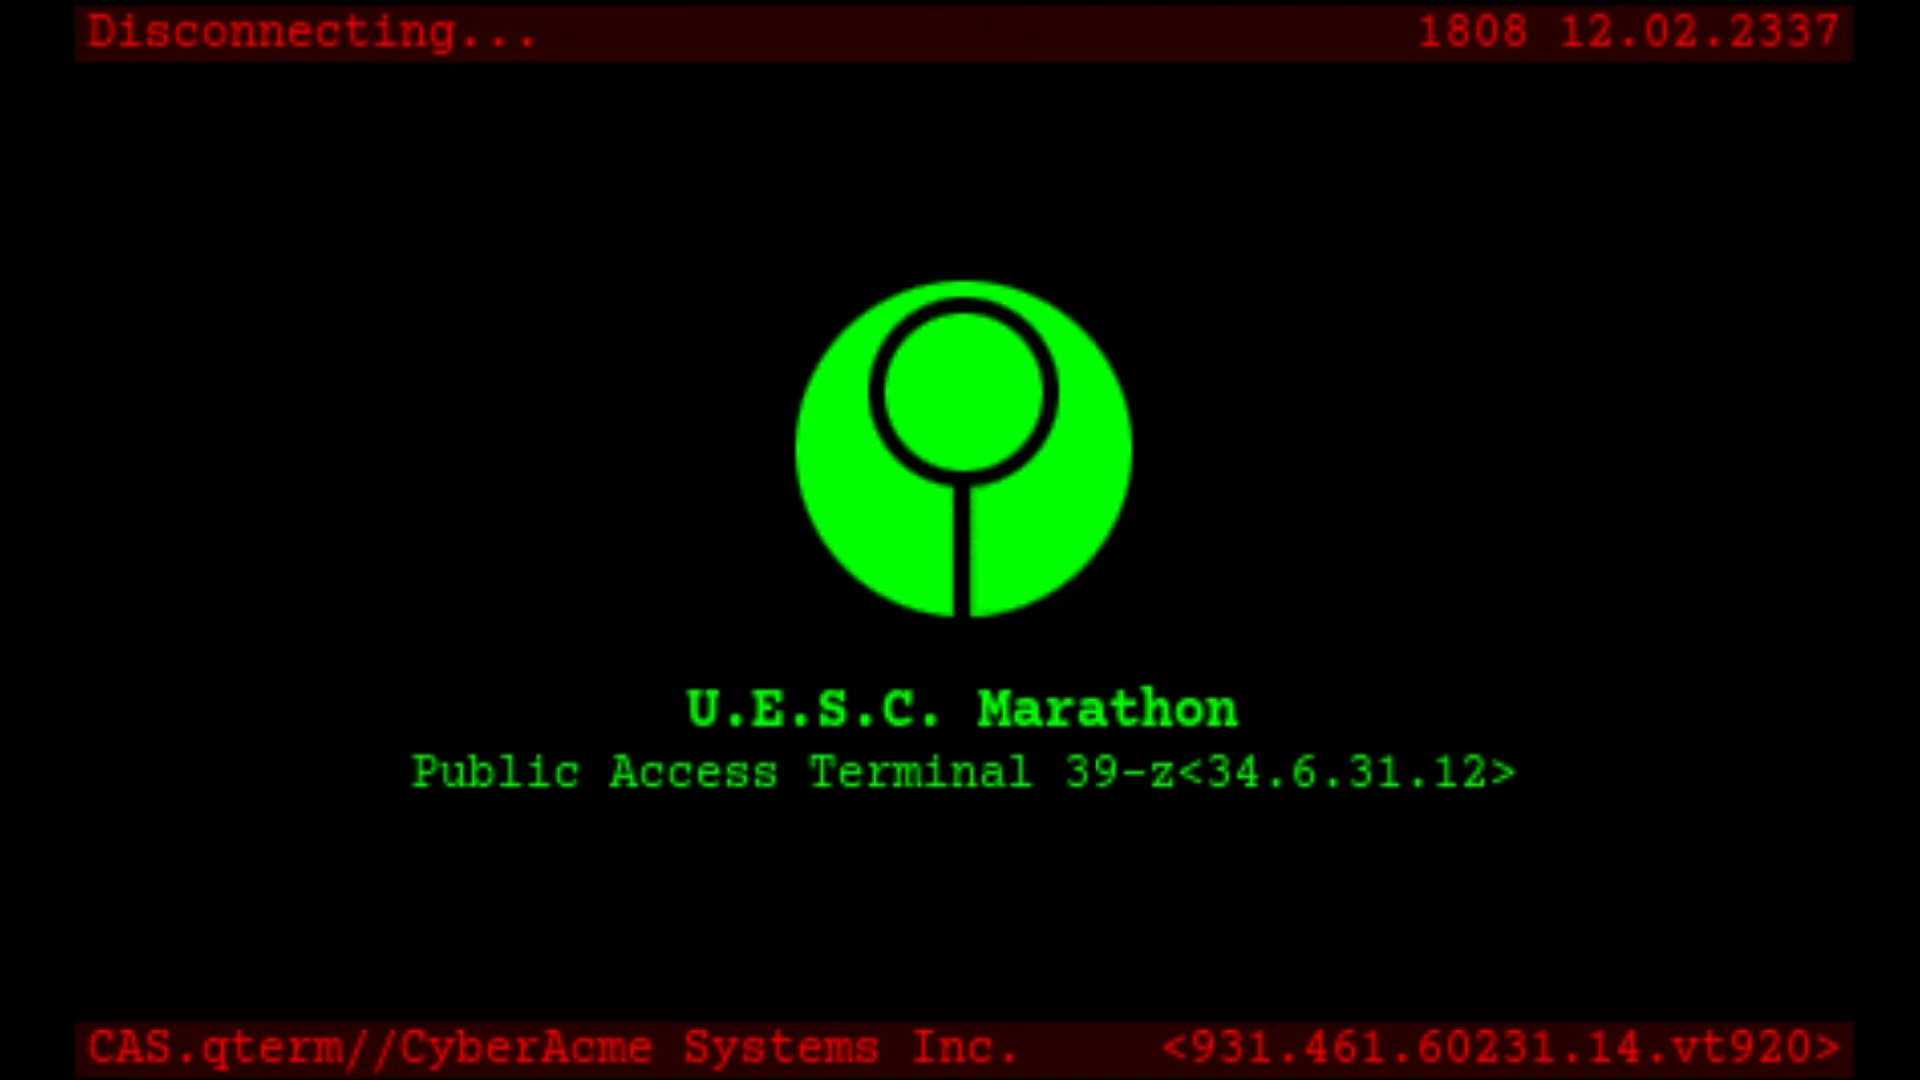 Disconnecting... 1808 12.02.2337
U.E.S.C. Marathon
Public Access Terminal 39-z<34.6.31.12>
CAS.qterm//CyberAcme Systems Inc. <931.461.60231.14.vt920>